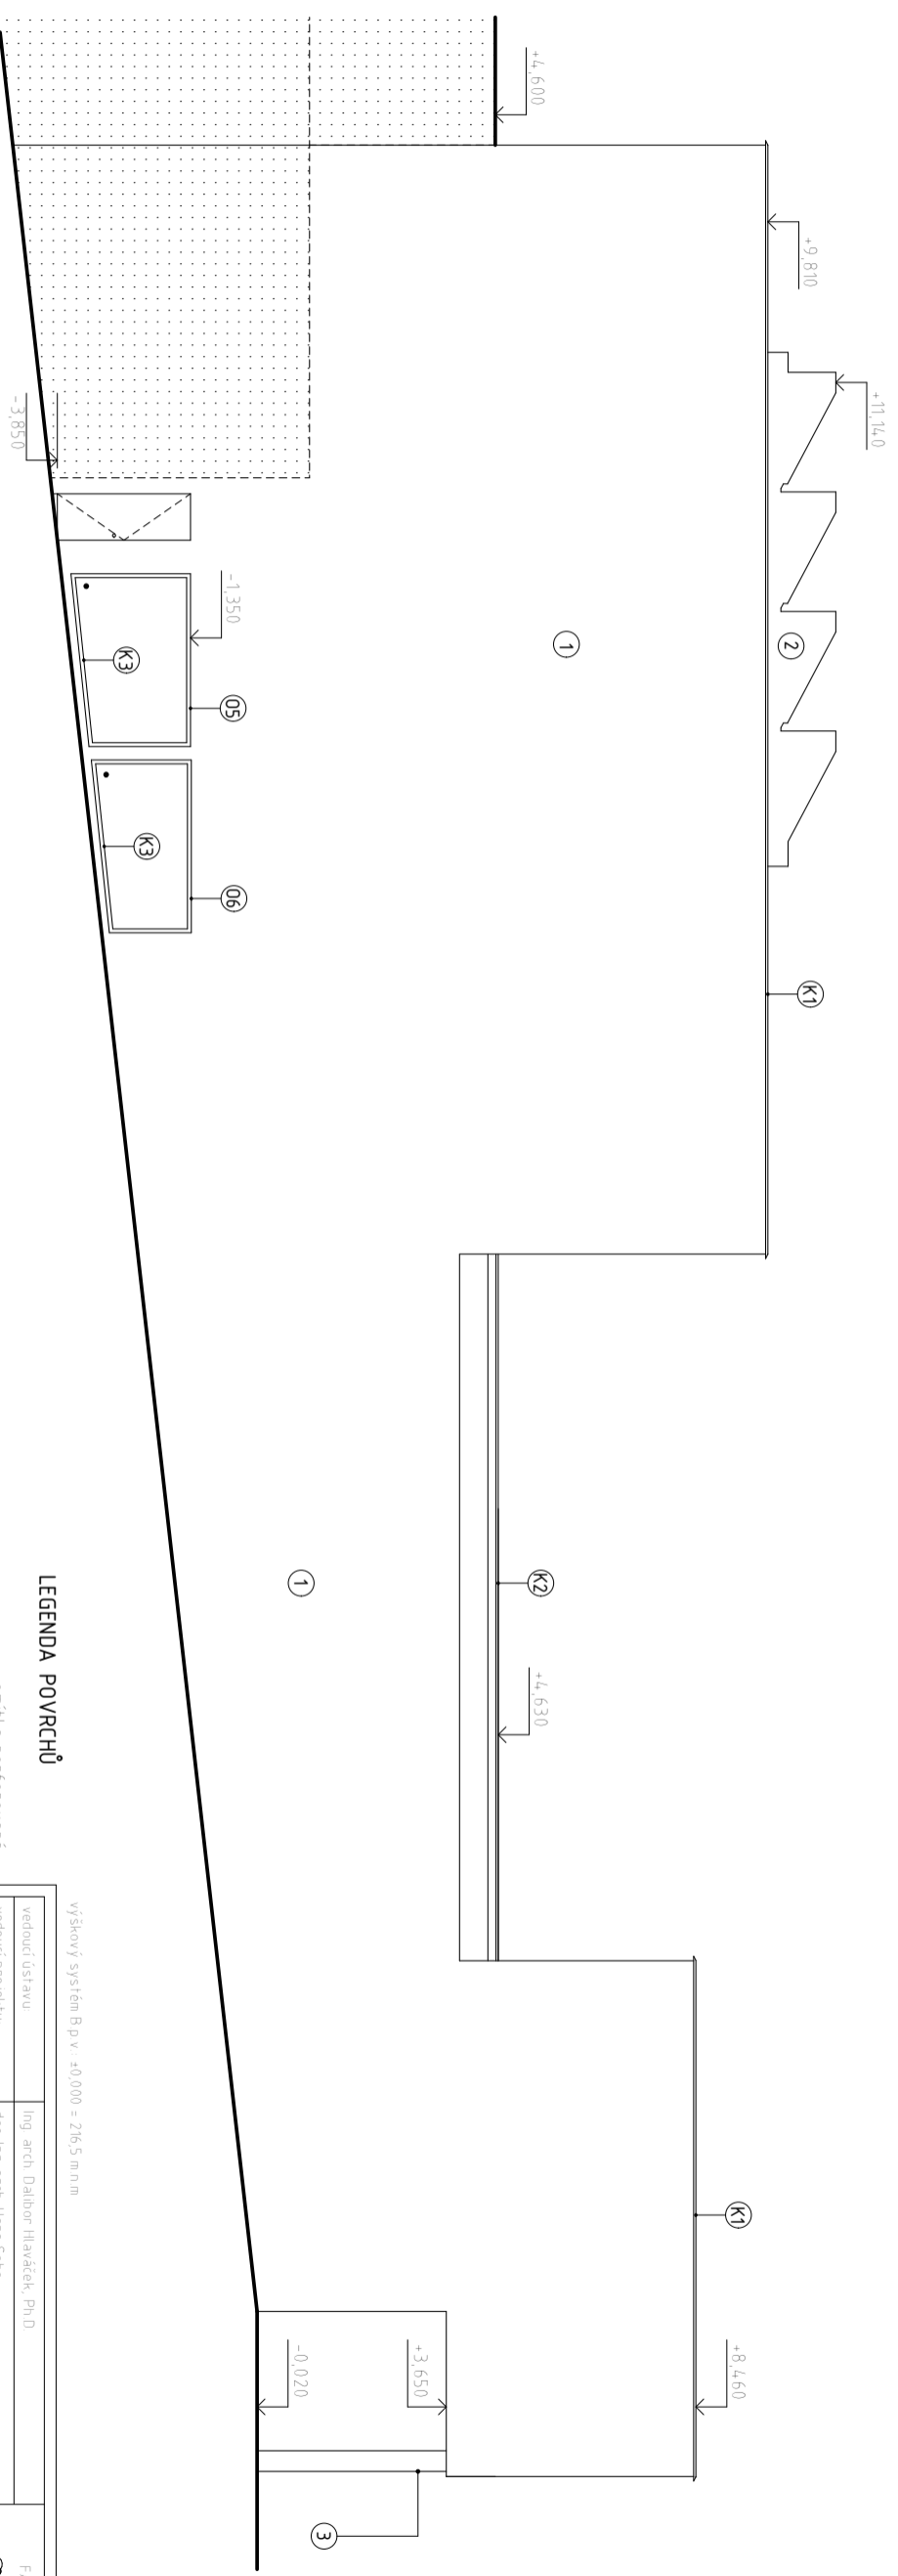 +11,140
+9,810
+4,600
2
K1
1
-1,350
05
06
K3
K3
-3,850
K2
+4,630
1
K1
+8,460
+3,650
-0,020
3
LEGENDA POVRCHŮ
výškový systém B.p.v.: ±0,000 = 216,5 m.n.m
vedoucí ústavu:
Ing. arch Dalibor Hlaváček, Ph.D